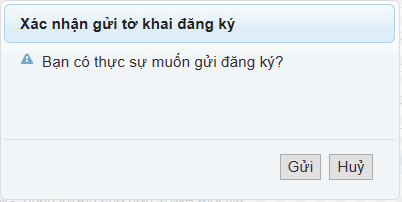 Xác nhận gửi tờ khai đăng ký
Bạn có thực sự muốn gửi đăng ký?
Gửi Huỷ